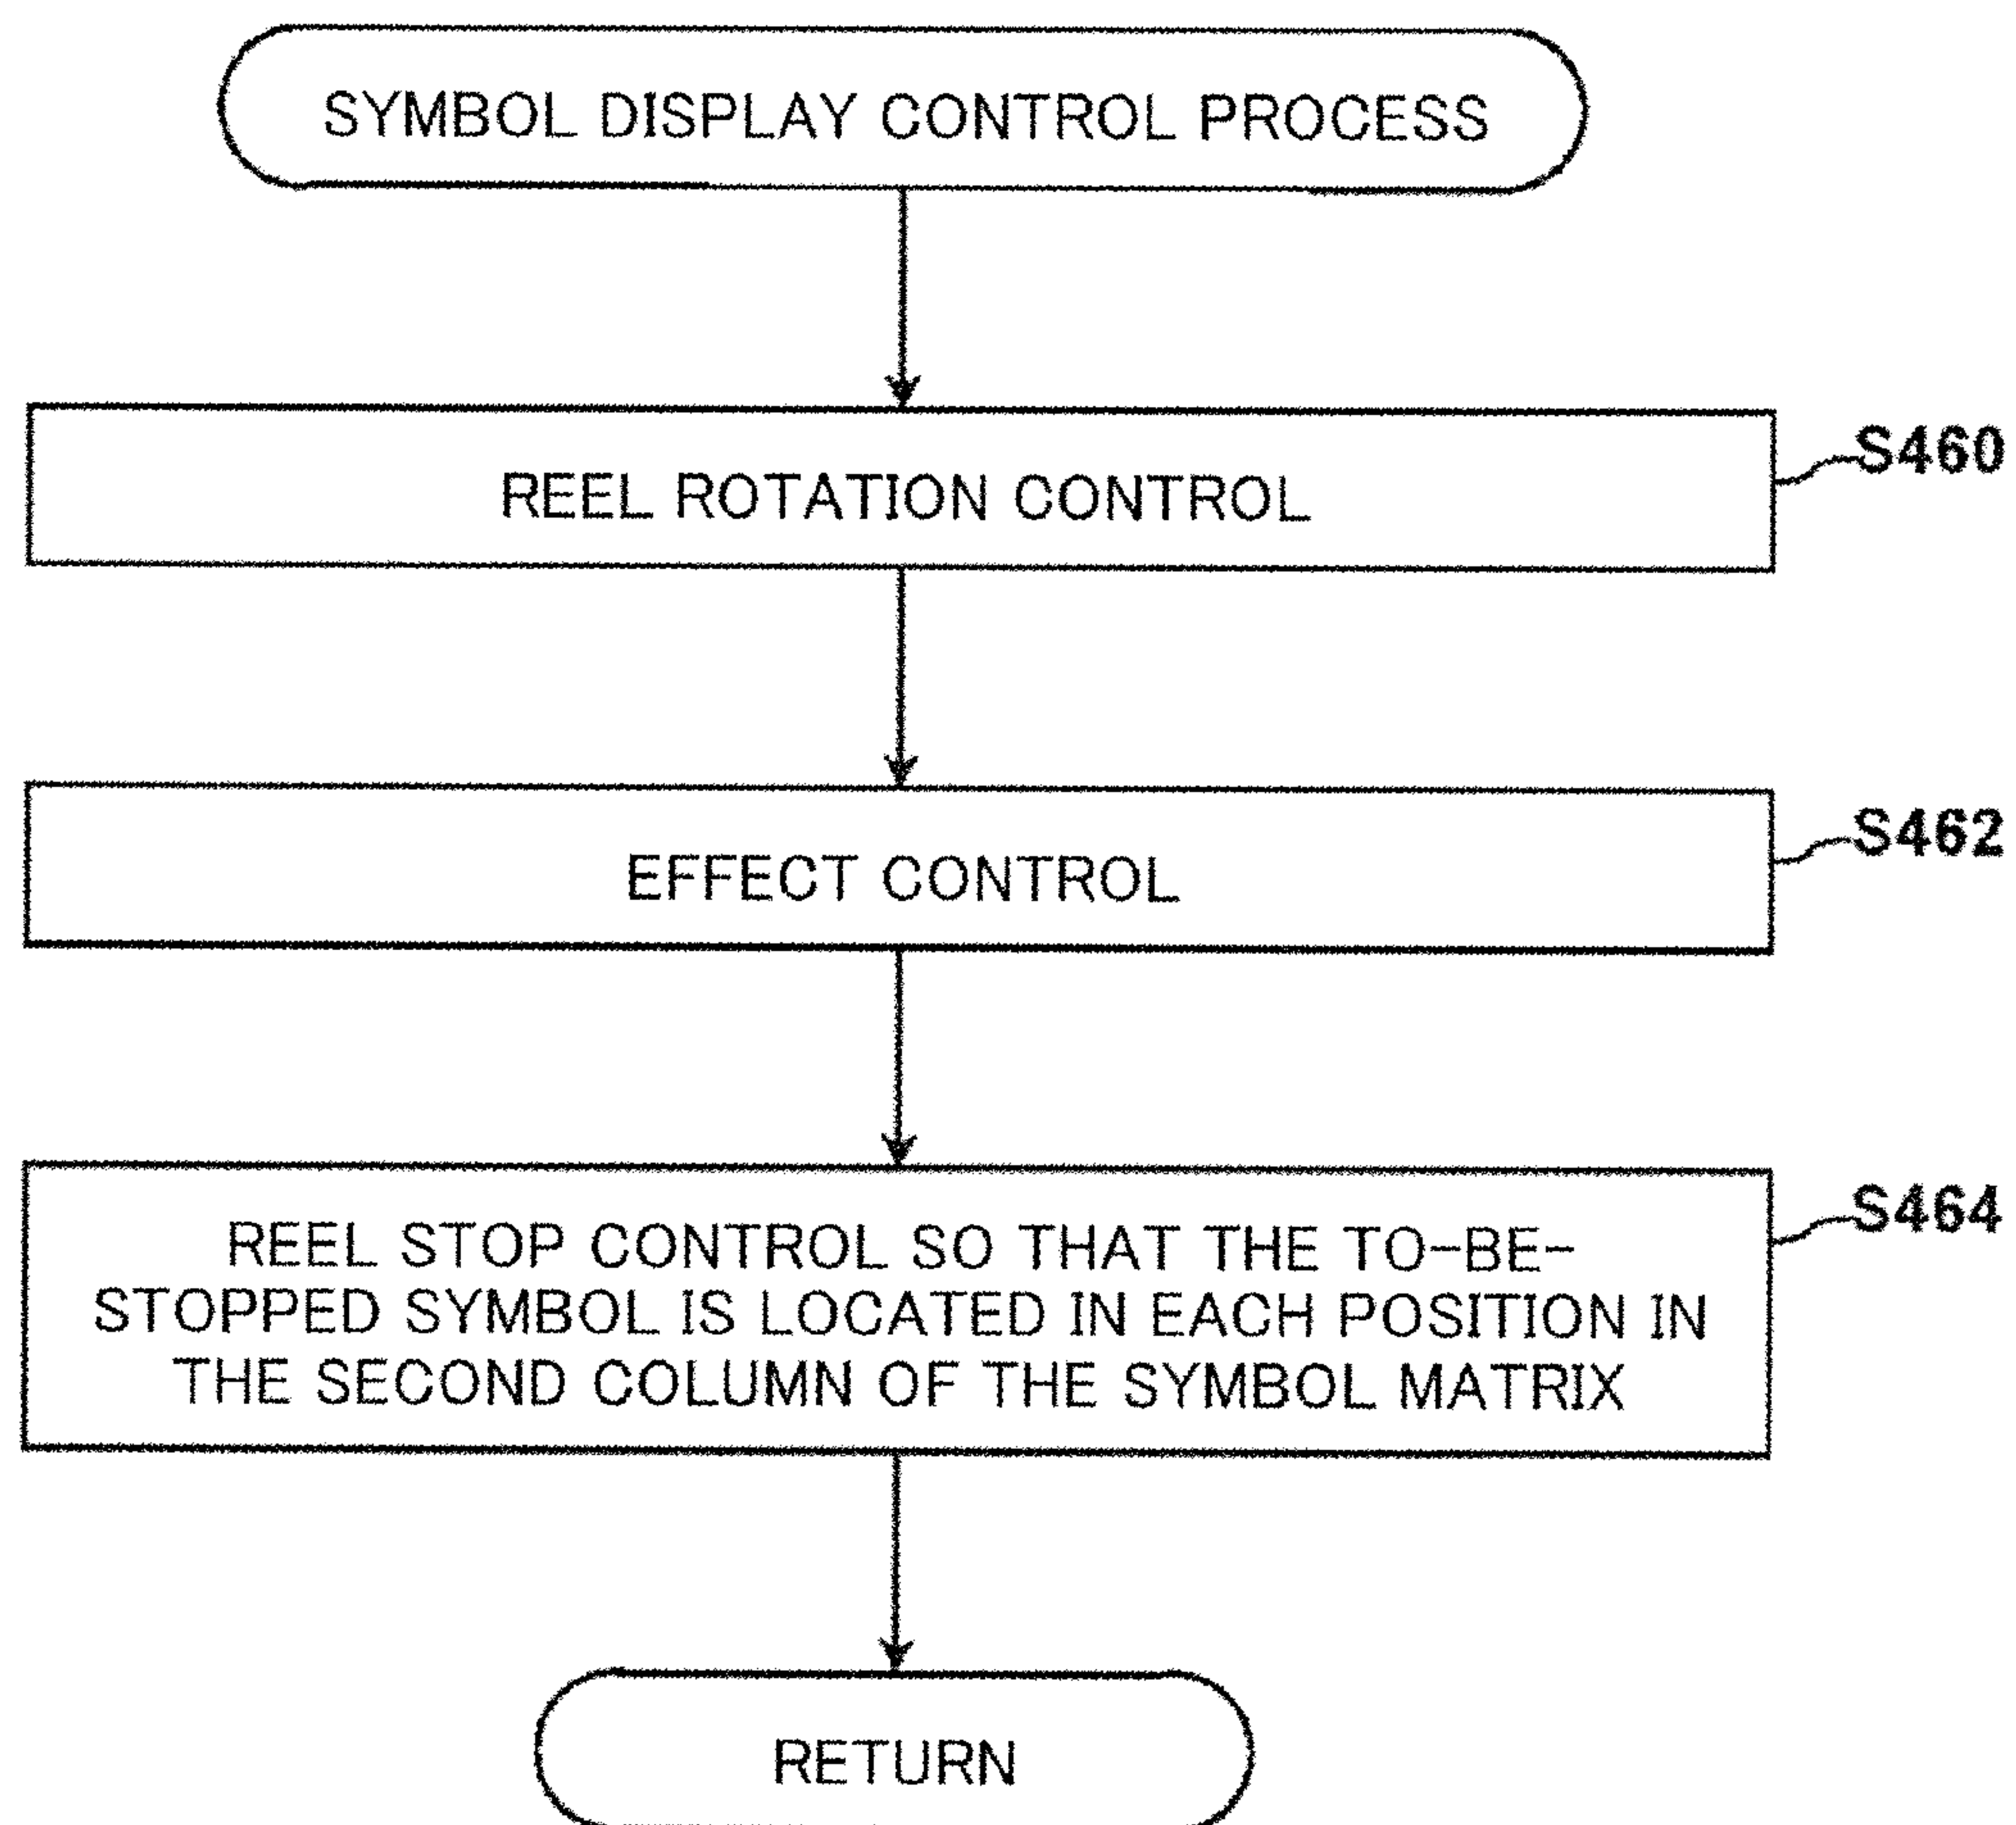 SYMBOL DISPLAY CONTROL PROCESS
REEL ROTATION CONTROL
S460
EFFECT CONTROL
S462
REEL STOP CONTROL SO THAT THE TO-BE-
STOPPED SYMBOL IS LOCATED IN EACH POSITION IN
THE SECOND COLUMN OF THE SYMBOL MATRIX
S464
RETURN